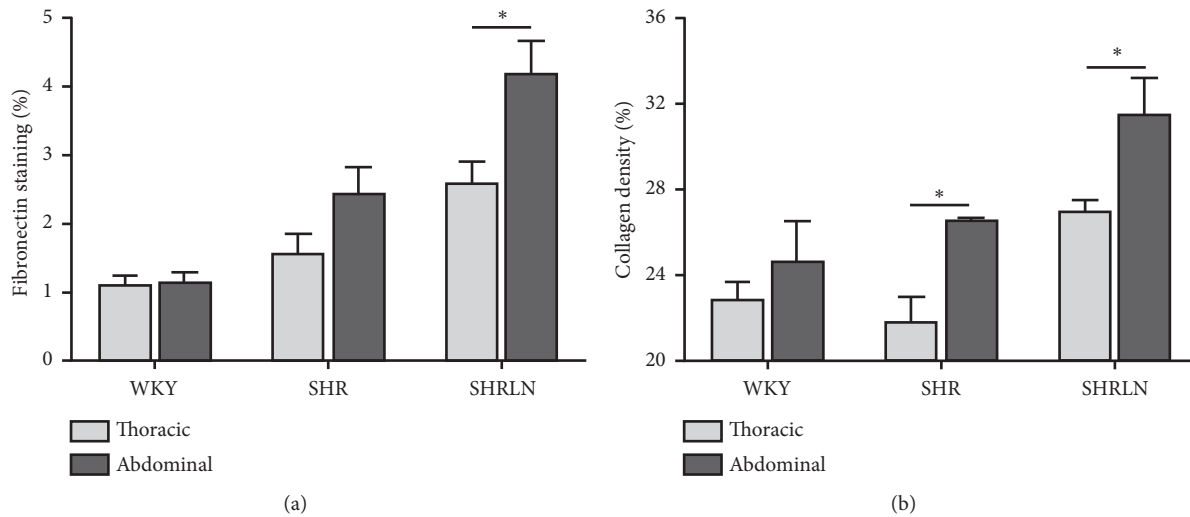 Fibronectin staining (%)
5
4
3
2
1
0
*
WKY SHR SHRLN
Thoracic
Abdominal
(a)
Collagen density (%)
36
32
28
24
20
*
*
WKY SHR SHRLN
Thoracic
Abdominal
(b)